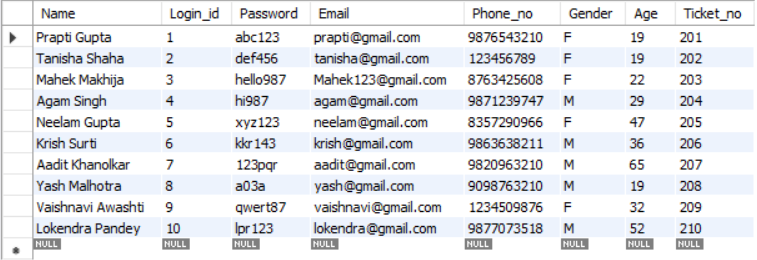 Name Login_id Password Email Phone_no Gender Age Ticket_no
Prapti Gupta 1 abc123 prapti@gmail.com 9876543210 F 19 201
Tanisha Shaha 2 def456 tanisha@gmail.com 123456789 F 19 202
Mahek Makhija 3 hello987 Mahek123@gmail.com 8763425608 F 22 203
Agam Singh 4 hi987 agam@gmail.com 9871239747 M 29 204
Neelam Gupta 5 xyz123 neelam@gmail.com 8357290966 F 47 205
Krish Surti 6 kkr143 krish@gmail.com 9863638211 M 36 206
Aadit Khanolkar 7 123pqr aadit@gmail.com 9820963210 M 65 207
Yash Malhotra 8 a03a yash@gmail.com 9098763210 M 19 208
Vaishnavi Awashti 9 qwert87 vaishnavi@gmail.com 1234509876 F 32 209
Lokendra Pandey 10 lpr123 lokendra@gmail.com 9877073518 M 52 210
NULL NULL NULL NULL NULL NULL NULL NULL